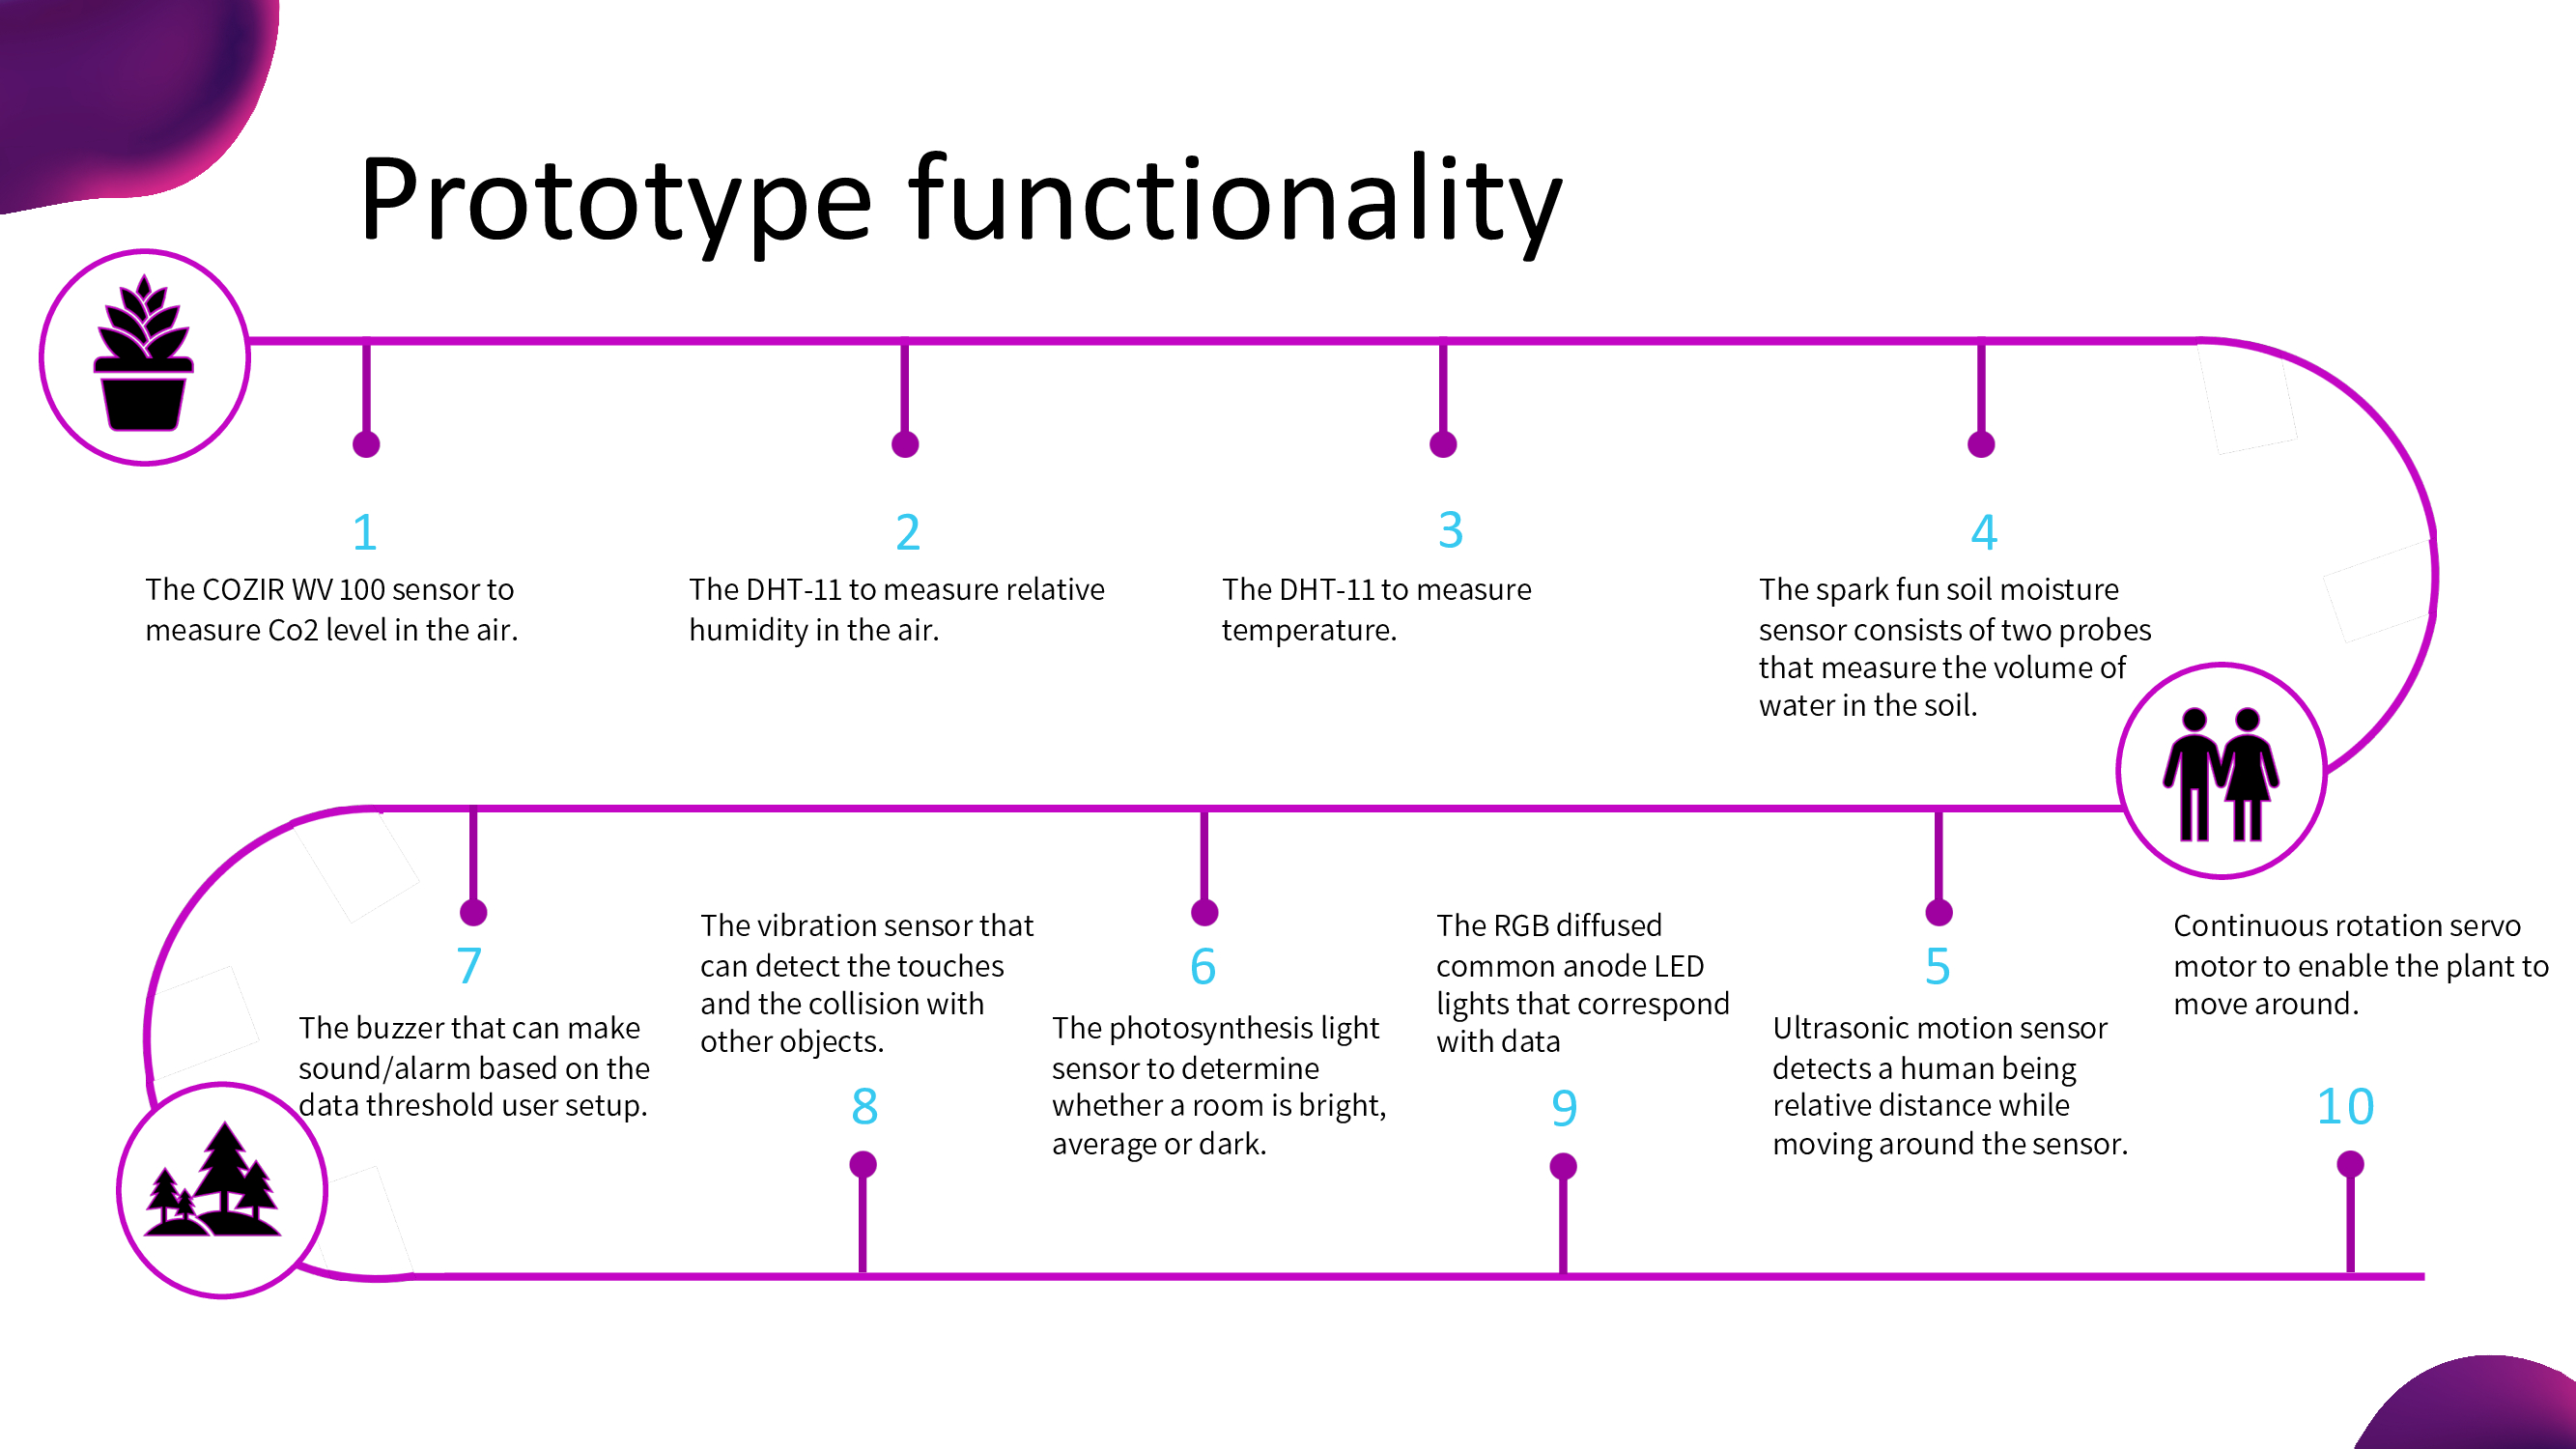 Prototype functionality
1
The COZIR WV 100 sensor to
measure Co2 level in the air.
2
The DHT-11 to measure relative
humidity in the air.
3
The DHT-11 to measure
temperature.
4
The spark fun soil moisture
sensor consists of two probes
that measure the volume of
water in the soil.
5
Ultrasonic motion sensor
detects a human being
relative distance while
moving around the sensor.
6
The photosynthesis light
sensor to determine
whether a room is bright,
average or dark.
7
The buzzer that can make
sound/alarm based on the
data threshold user setup.
The vibration sensor that
can detect the touches
and the collision with
other objects.
8
The RGB diffused
common anode LED
lights that correspond
with data
9
Continuous rotation servo
motor to enable the plant to
move around.
10